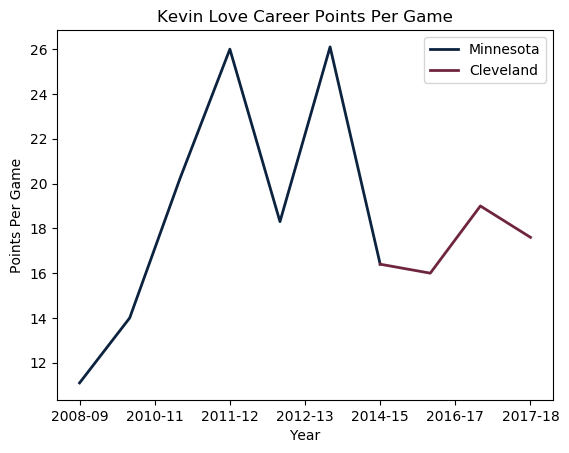 Kevin Love Career Points Per Game
Minnesota
Cleveland
26
24
22
20
18
16
14
12
Points Per Game
2008-09 2010-11 2011-12 2012-13 2014-15 2016-17 2017-18
Year